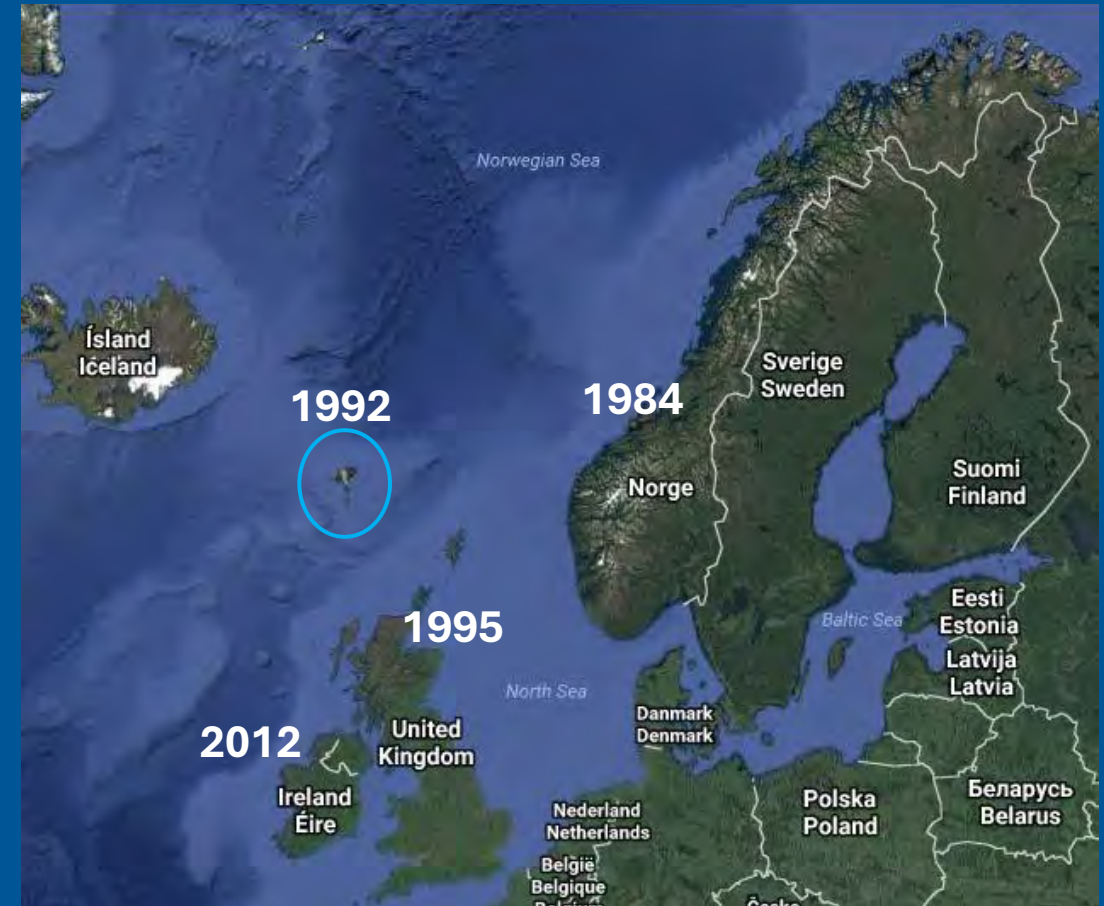 Norwegian Sea
Ísland
Iceland
1992
1984
Sverige
Sweden
Norge
Suomi
Finland
1995
Baltic Sea
Eesti
Estonia
Latvija
Latvia
North Sea
2012
United
Kingdom
Danmark
Denmark
Ireland
Éire
Nederland
Netherlands
Polska
Poland
Беларусь
Belarus
België
Belgique